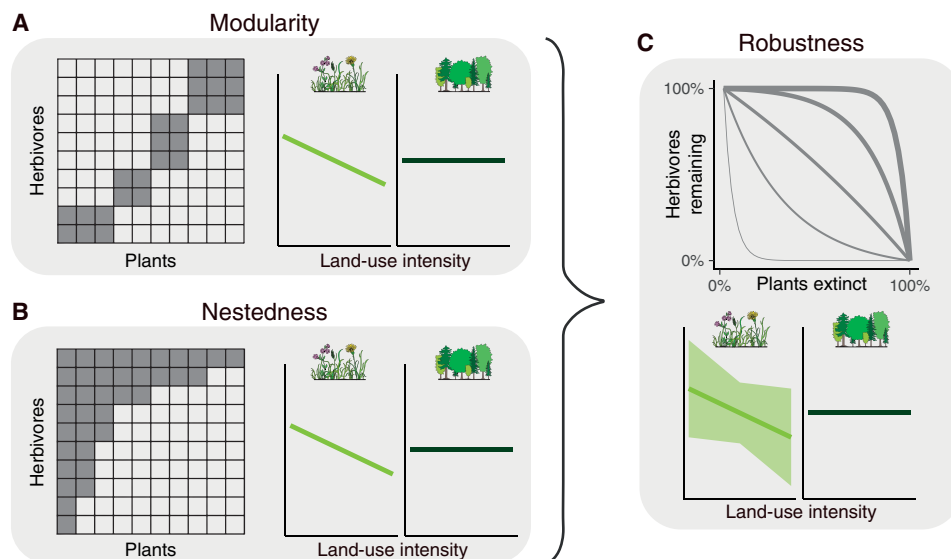 A
Modularity
Herbivores
Plants
Land-use intensity
B
Nestedness
Herbivores
Plants
Land-use intensity
C
Robustness
Herbivores
remaining
100%
0%
0%
Plants extinct
100%
Land-use intensity